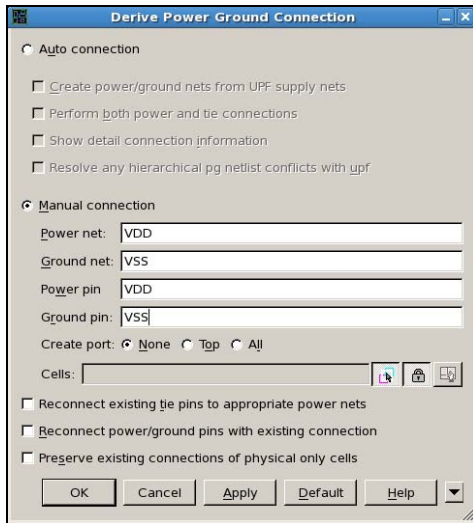 Derive Power Ground Connection
Auto connection
Create power/ground nets from UPF supply nets
Perform both power and tie connections
Show detail connection information
Resolve any hierarchical pg netlist conflicts with upf
Manual connection
Power net: VDD
Ground net: VSS
Power pin VDD
Ground pin: VSS
Create port: None Top All
Cells:
Reconnect existing tie pins to appropriate power nets
Reconnect power/ground pins with existing connection
Preserve existing connections of physical only cells
OK Cancel Apply Default Help